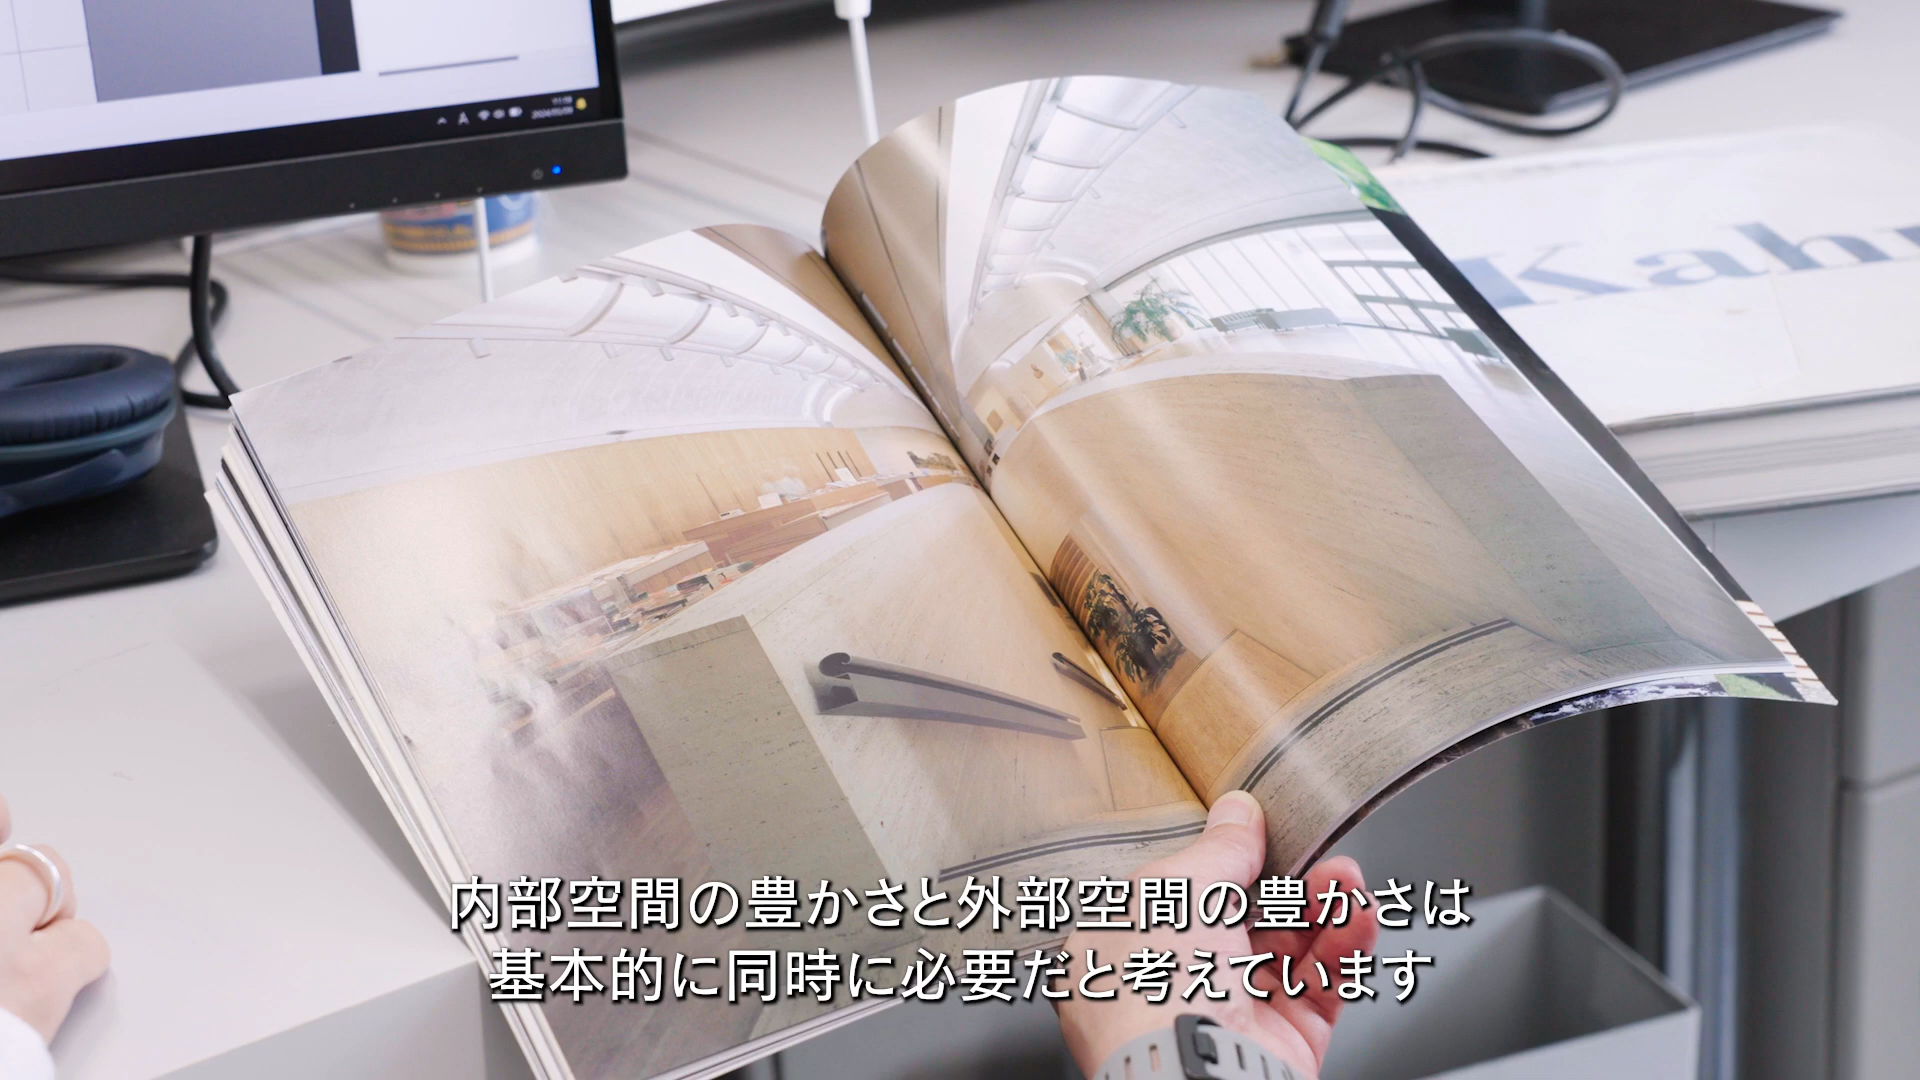 A
Kah
内部空間の豊かさと外部空間の豊かさは
基本的に同時に必要だと考えています